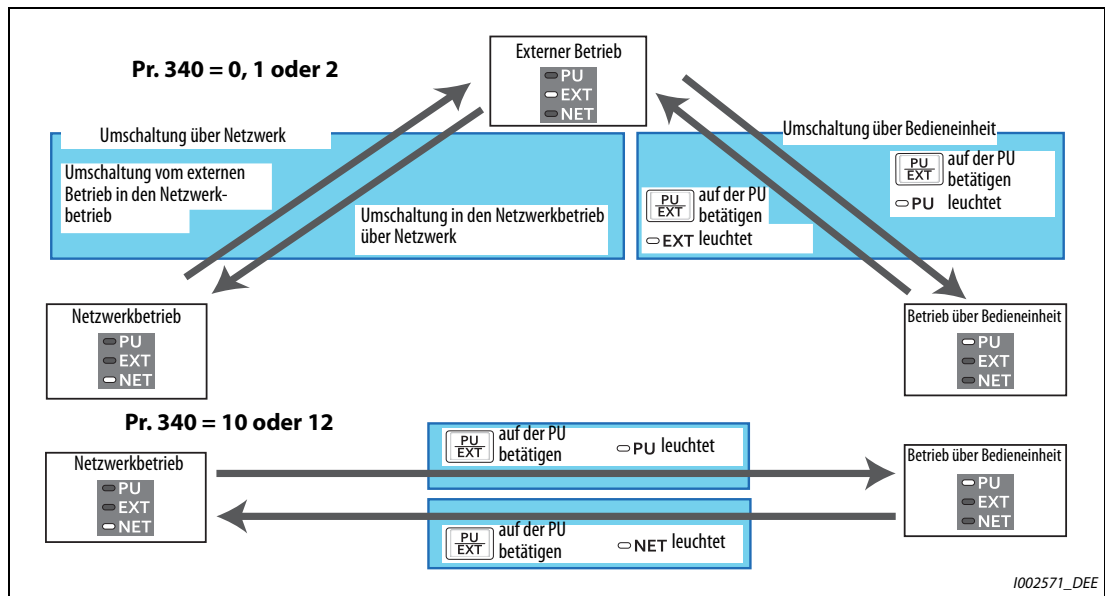 Pr. 340 = 0, 1 oder 2
Externer Betrieb
PU
EXT
NET
Umschaltung über Netzwerk
Umschaltung vom externen
Betrieb in den Netzwerk-
betrieb
Umschaltung in den Netzwerkbetrieb
über Netzwerk
Umschaltung über Bedieneinheit
PU
EXT
auf der PU
betätigen
EXT leuchtet
PU
EXT
auf der PU
betätigen
PU leuchtet
Netzwerkbetrieb
PU
EXT
NET
Betrieb über Bedieneinheit
PU
EXT
NET
Pr. 340 = 10 oder 12
Netzwerkbetrieb
PU
EXT
NET
PU
EXT
auf der PU
betätigen
PU leuchtet
PU
EXT
auf der PU
betätigen
NET leuchtet
Betrieb über Bedieneinheit
PU
EXT
NET
I002571_DEE